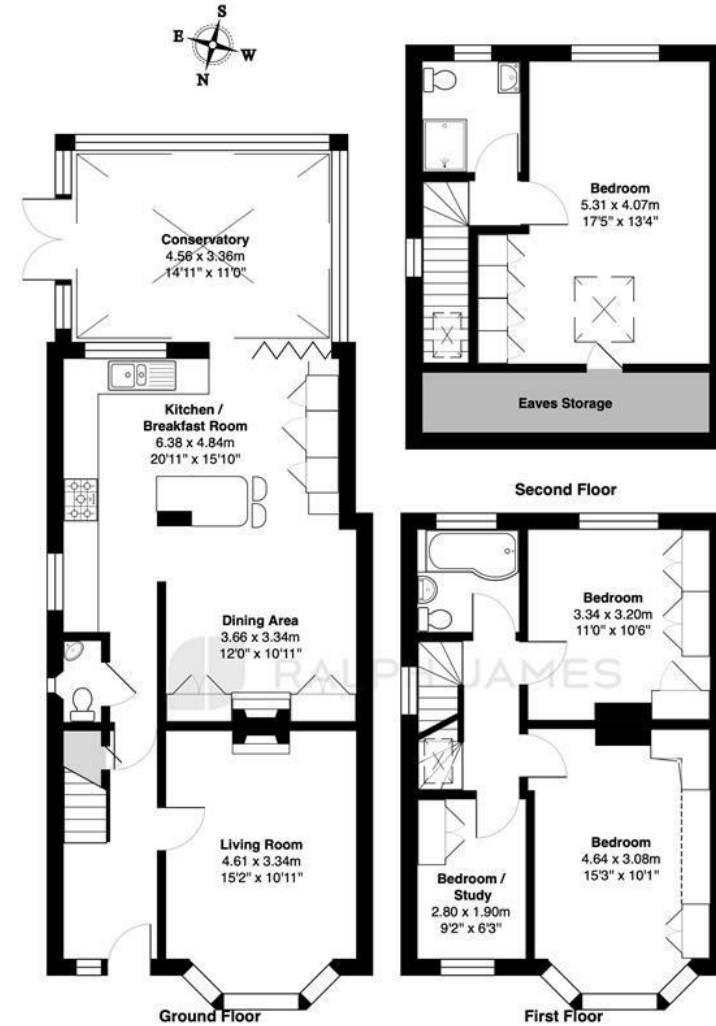 S
E
W
N
Conservatory
4.56 x 3.36m
14'11" x 11'0"
Kitchen /
Breakfast Room
6.38 x 4.84m
20'11" x 15'10"
Dining Area
3.66 x 3.34m
12'0" x 10'11"
Living Room
4.61 x 3.34m
15'2" x 10'11"
Ground Floor
Bedroom
5.31 x 4.07m
17'5" x 13'4"
Eaves Storage
Second Floor
Bedroom
3.34 x 3.20m
11'0" x 10'6"
RALPH JAMES
Bedroom
4.64 x 3.08m
15'3" x 10'1"
Bedroom /
Study
2.80 x 1.90m
9'2" x 6'3"
First Floor